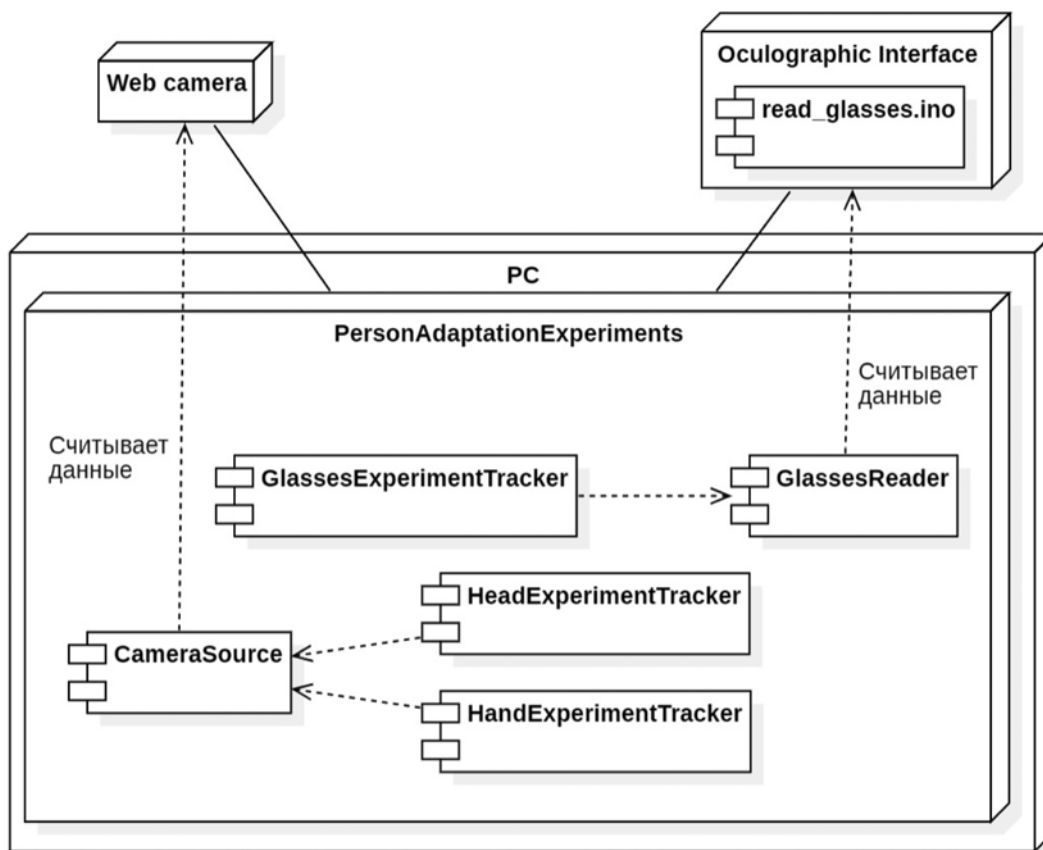 Web camera
Oculographic Interface
read_glasses.ino
PC
PersonAdaptationExperiments
Считывает
данные
Считывает
данные
GlassesExperimentTracker
GlassesReader
HeadExperimentTracker
CameraSource
HandExperimentTracker